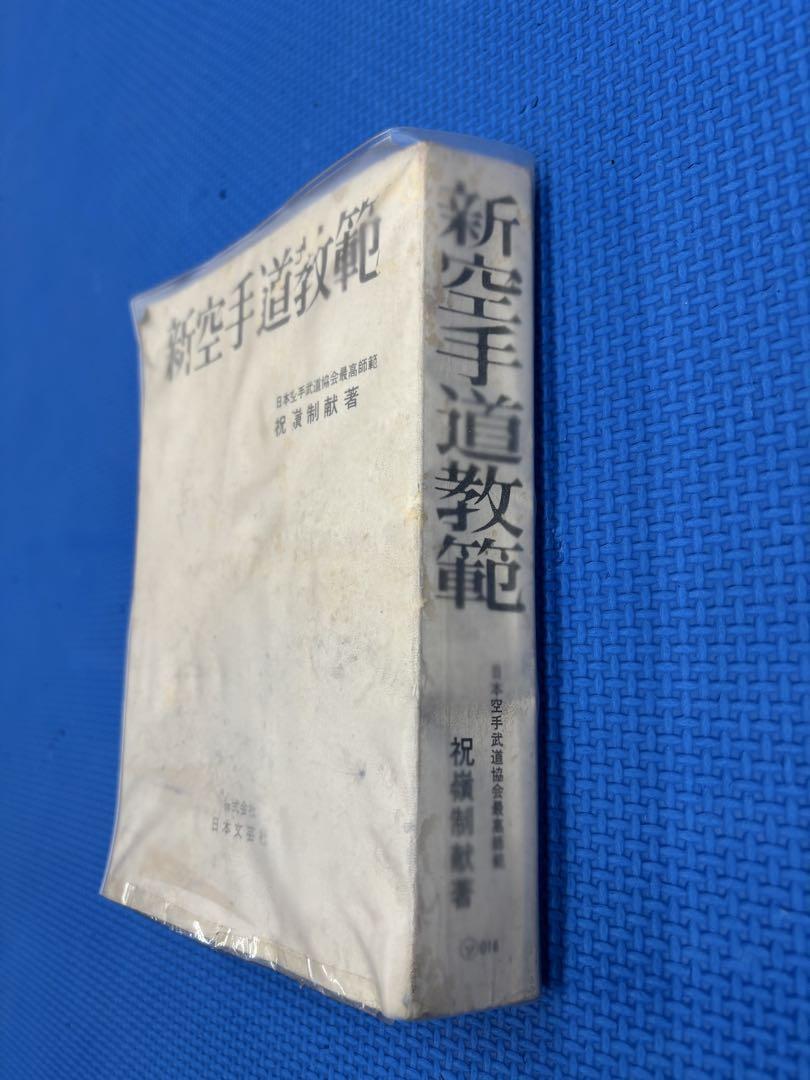 新空手道教範
日本空手武道協会最高師範
祝嶺制献著
株式会社
日本文芸社
新空手道教範
日本空手武道協会最高師範
祝嶺制献著
016